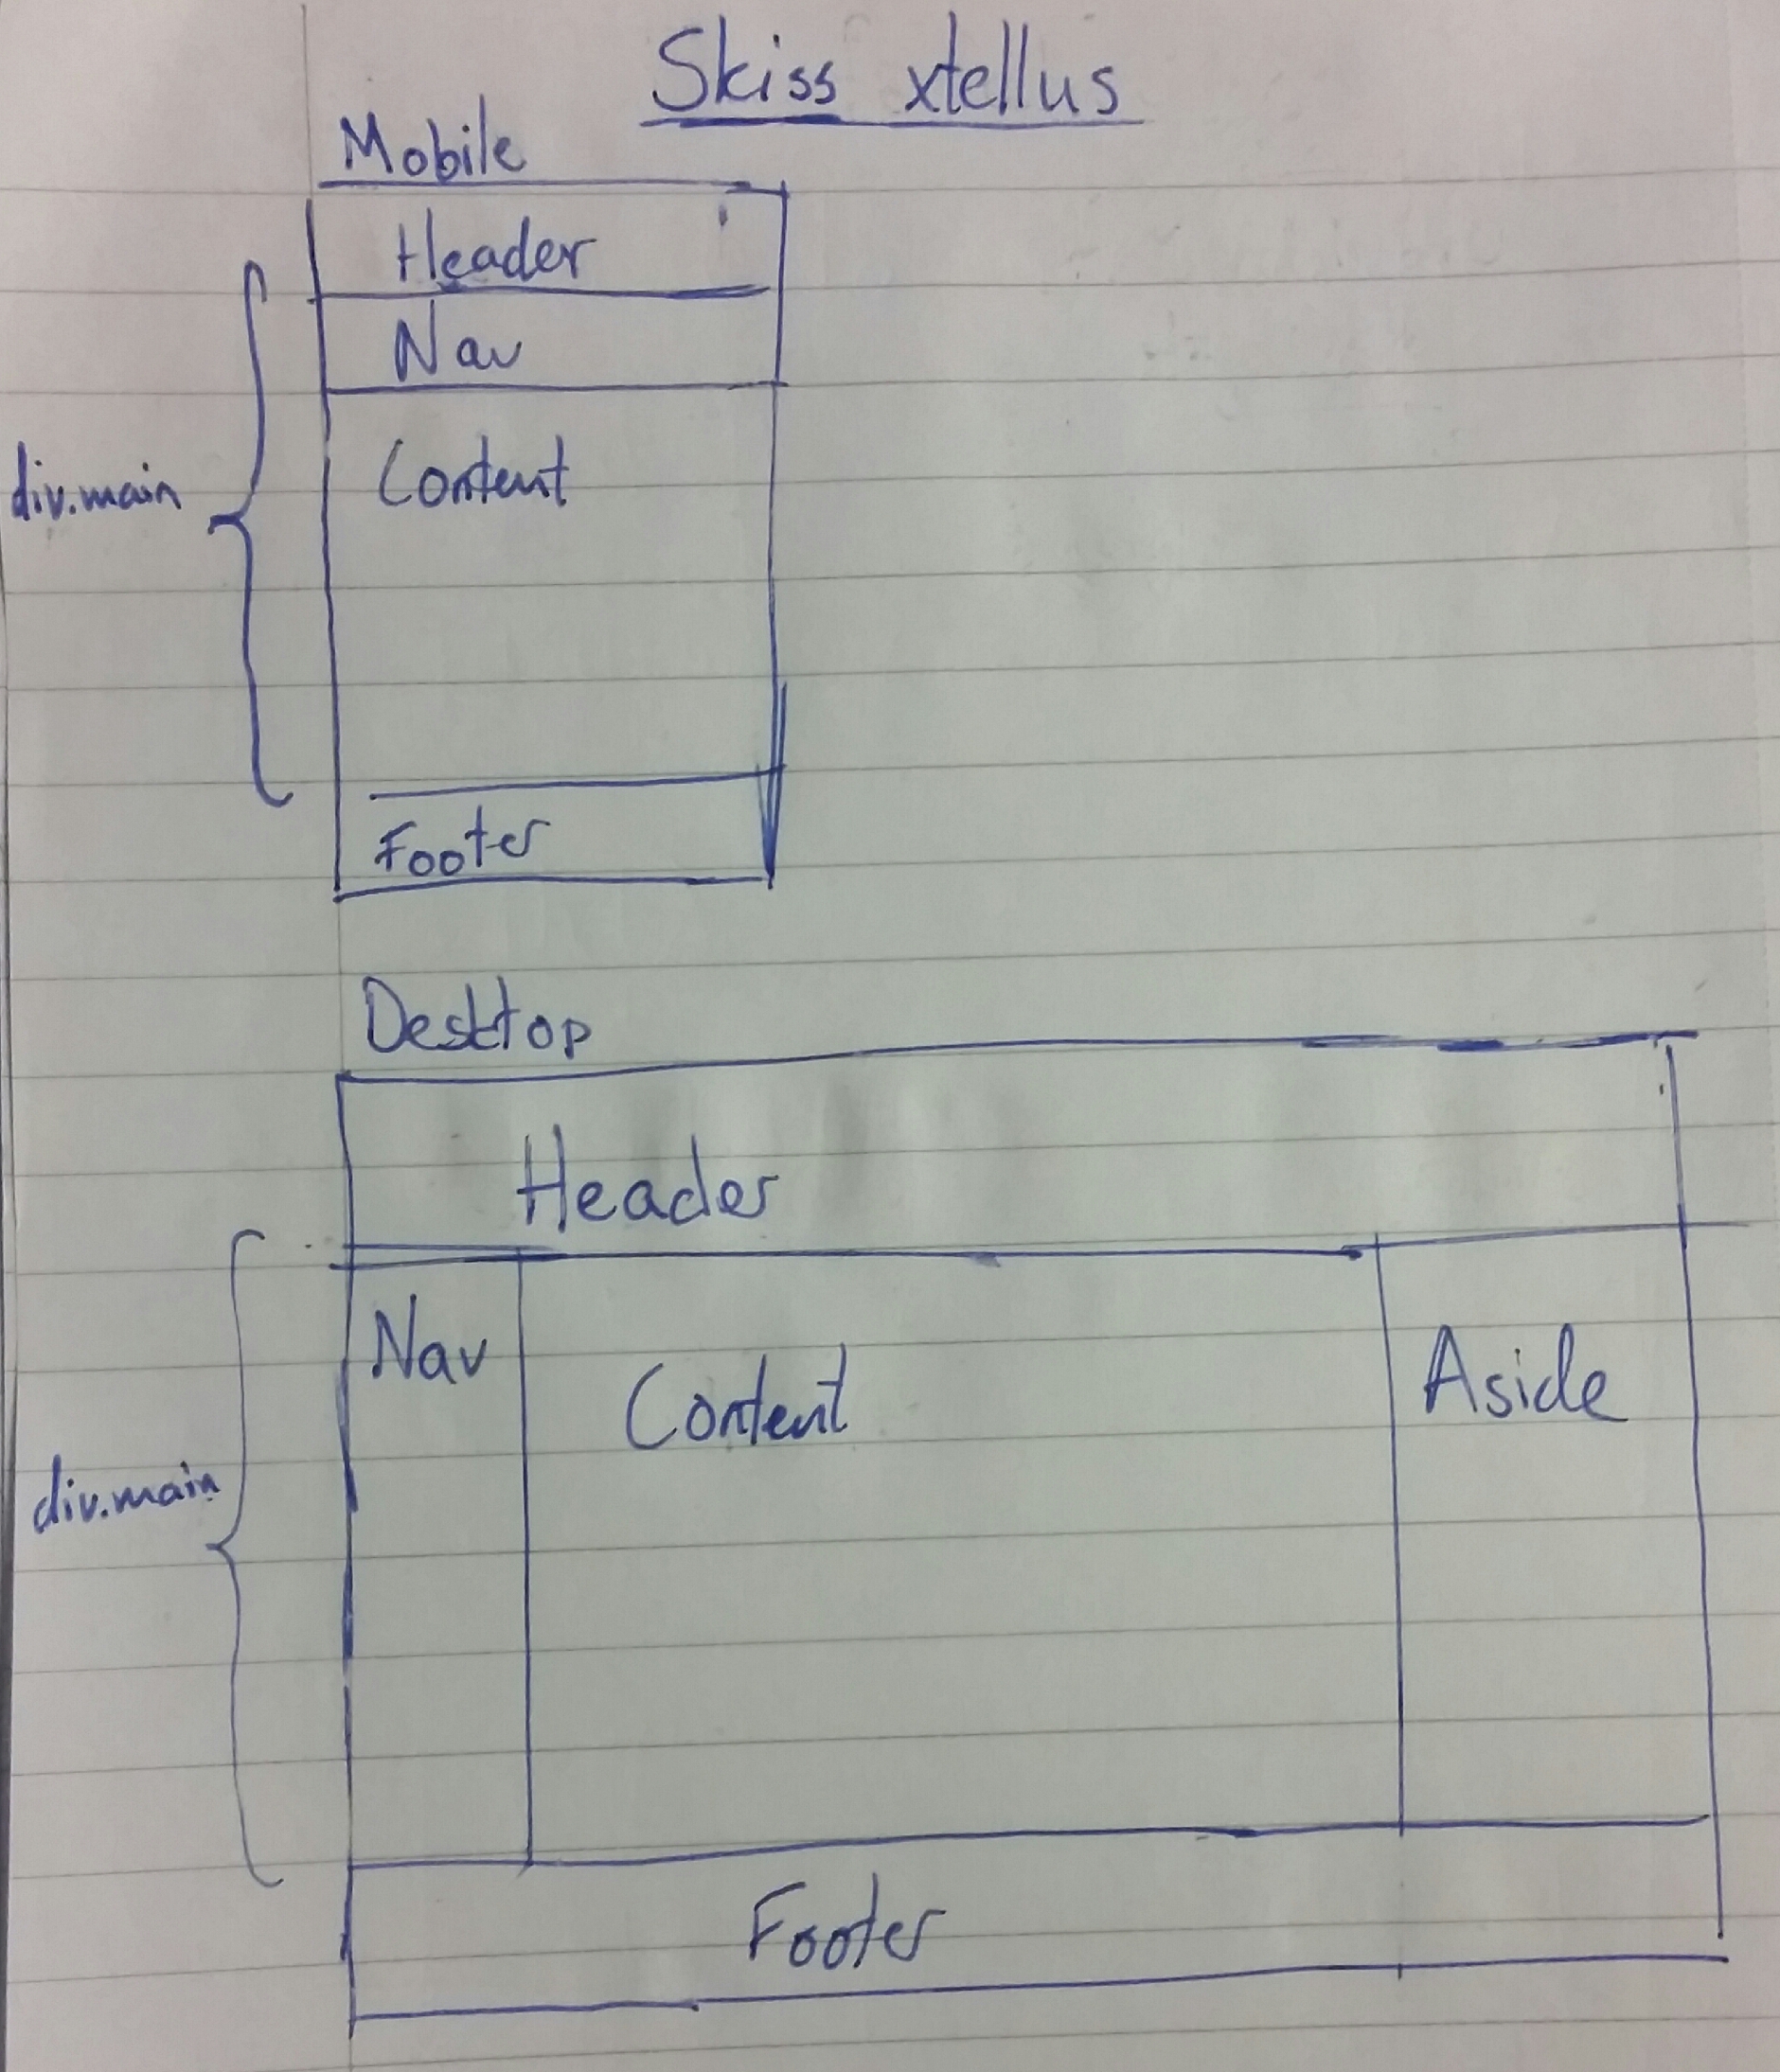 Skiss xtellus
Mobile
Header
Nav
Content
div.main
Footer
Desktop
Header
Nav
Content
Aside
div.main
Footer